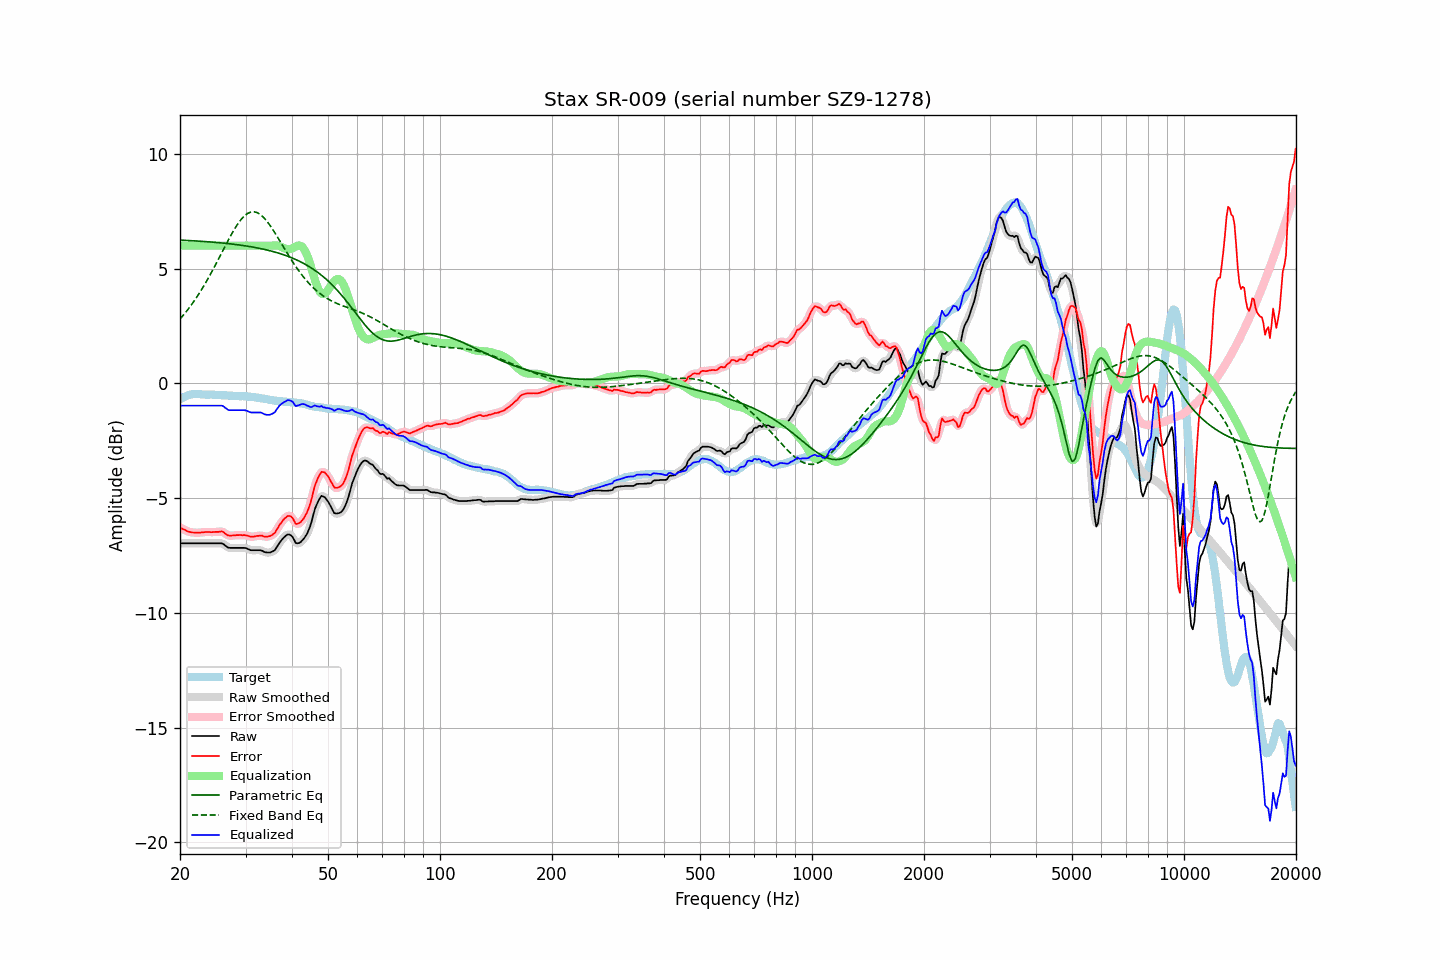 Stax SR-009 (serial number SZ9-1278)
Amplitude (dBr)
10
5
0
−5
−10
−15
−20
Target
Raw Smoothed
Error Smoothed
Raw
Error
Equalization
Parametric Eq
Fixed Band Eq
Equalized
20 50 100 200 500 1000 2000 5000 10000 20000
Frequency (Hz)